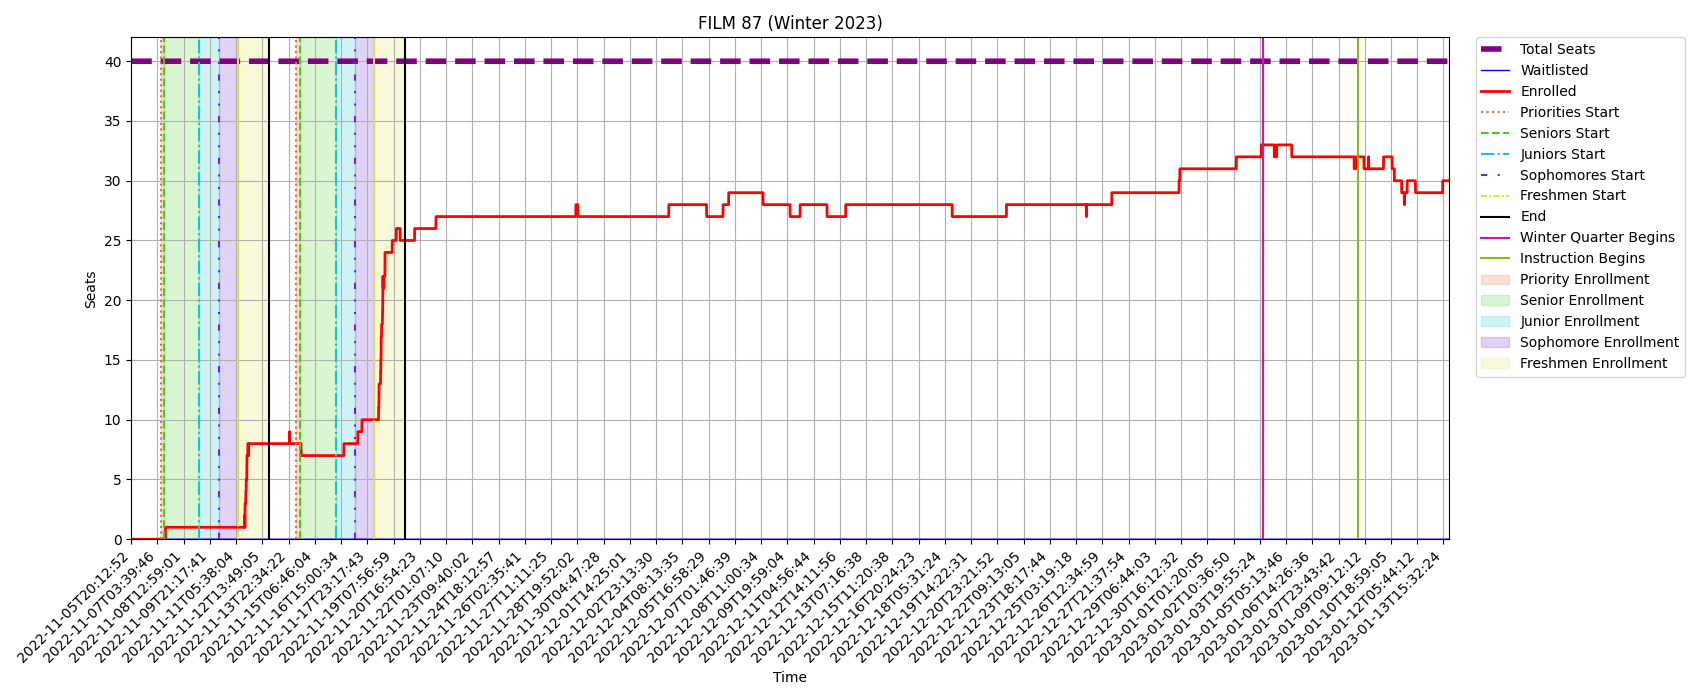 FILM 87 (Winter 2023)
Seats
40
35
30
25
20
15
10
5
0
2022-11-05T20:12:52
2022-11-07T03:39:46
2022-11-08T12:59:01
2022-11-09T21:17:41
2022-11-11T05:38:04
2022-11-12T13:49:05
2022-11-13T22:34:22
2022-11-15T06:46:04
2022-11-16T15:00:34
2022-11-17T23:17:43
2022-11-19T07:56:59
2022-11-20T16:54:23
2022-11-22T01:07:10
2022-11-23T09:40:02
2022-11-24T18:12:57
2022-11-26T02:35:41
2022-11-27T11:11:25
2022-11-28T19:52:02
2022-11-30T04:47:28
2022-12-01T14:25:01
2022-12-02T23:13:30
2022-12-04T08:13:35
2022-12-05T16:58:29
2022-12-07T01:46:39
2022-12-08T11:00:34
2022-12-09T19:59:04
2022-12-11T04:56:44
2022-12-12T14:11:56
2022-12-13T07:16:38
2022-12-15T11:20:38
2022-12-16T20:24:23
2022-12-18T05:31:24
2022-12-19T14:22:31
2022-12-20T23:21:52
2022-12-22T09:13:05
2022-12-23T18:17:44
2022-12-25T03:19:18
2022-12-26T12:34:59
2022-12-27T21:37:54
2022-12-29T06:44:03
2022-12-30T16:12:32
2023-01-01T01:20:05
2023-01-02T10:36:50
2023-01-03T19:55:24
2023-01-05T05:13:46
2023-01-06T14:26:36
2023-01-07T23:43:42
2023-01-09T09:12:12
2023-01-10T18:59:05
2023-01-12T05:44:12
2023-01-13T15:32:24
Time
Total Seats
Waitlisted
Enrolled
Priorities Start
Seniors Start
Juniors Start
Sophomores Start
Freshmen Start
End
Winter Quarter Begins
Instruction Begins
Priority Enrollment
Senior Enrollment
Junior Enrollment
Sophomore Enrollment
Freshmen Enrollment